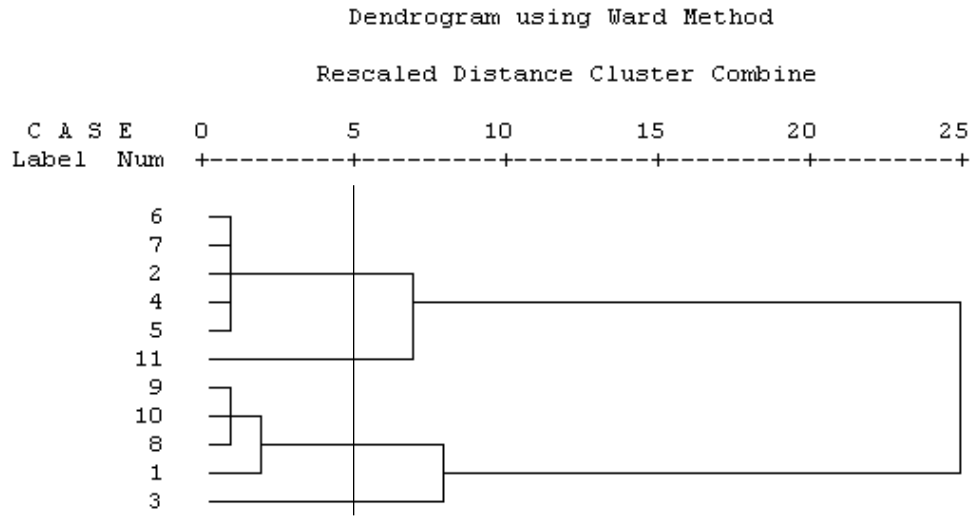 Dendrogram using Ward Method
Rescaled Distance Cluster Combine
C A S E 0 5 10 15 20 25
Label Num +---------+---------+---------+---------+---------+
6
7
2
4
5
11
9
10
8
1
3